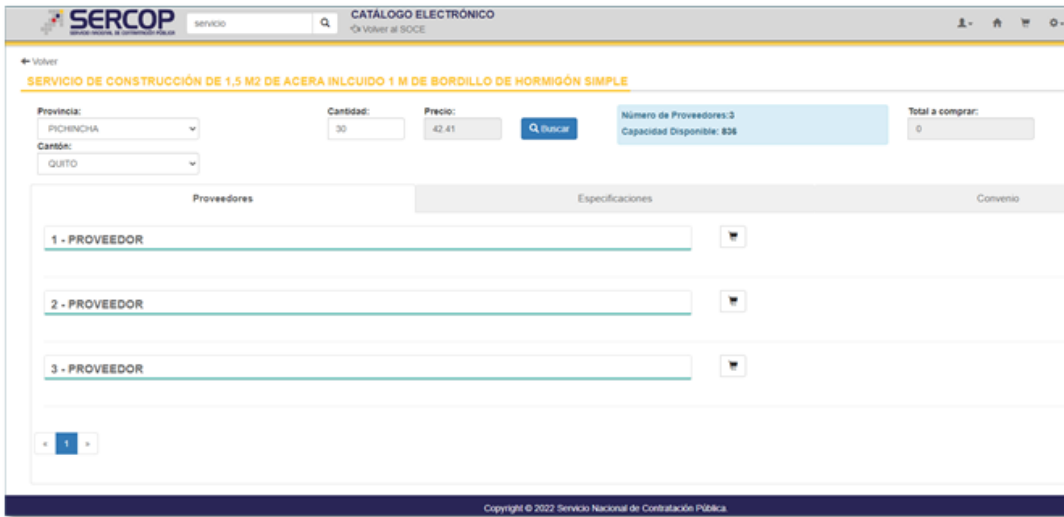 SERCOP
SERVICIO NACIONAL DE CONTRATACIÓN PÚBLICA
servicio
CATÁLOGO ELECTRÓNICO
Volver al SOCE
Volver
SERVICIO DE CONSTRUCCIÓN DE 1,5 M2 DE ACERA INLCUIDO 1 M DE BORDILLO DE HORMIGÓN SIMPLE
Provincia: Cantidad: Precio: Número de Proveedores:3 Total a comprar:
PICHINCHA 30 42.41 Buscar Capacidad Disponible: 836 0
Cantón:
QUITO
Proveedores Especificaciones Convenio
1 - PROVEEDOR
2 - PROVEEDOR
3 - PROVEEDOR
« 1 »
Copyright © 2022 Servicio Nacional de Contratación Pública.